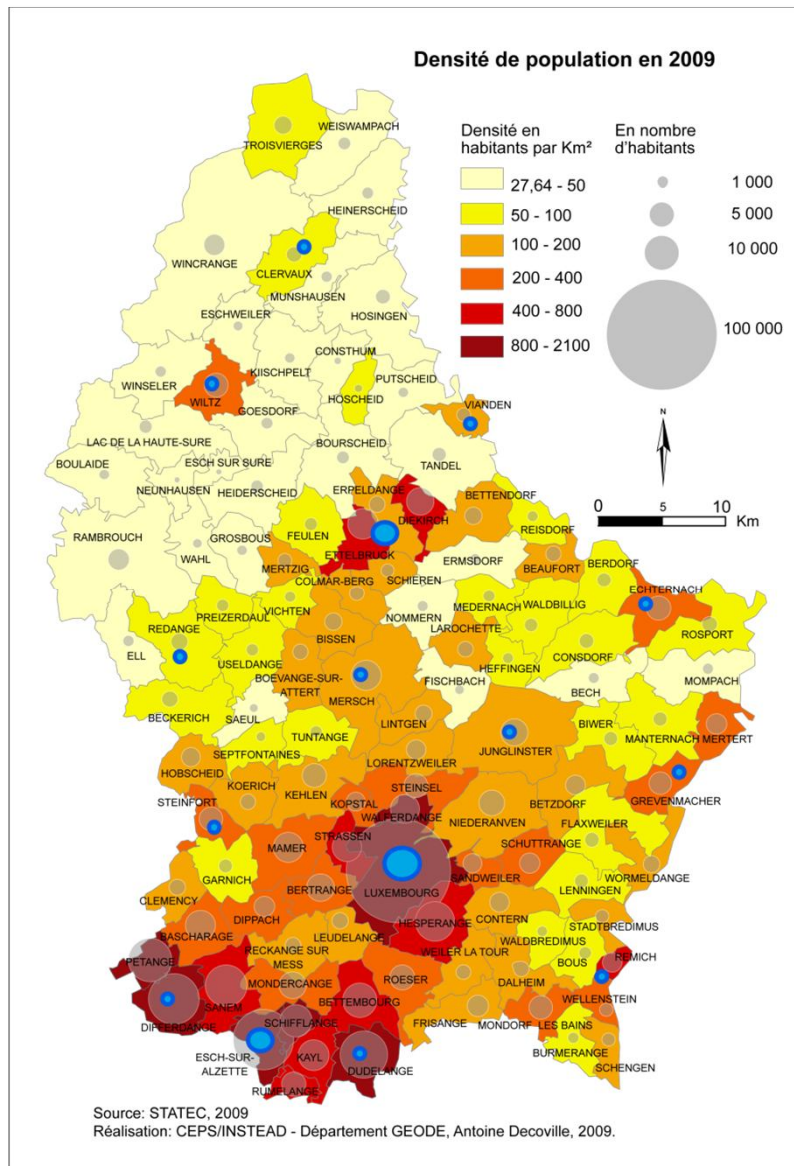 Densité de population en 2009
Densité en
habitants par Km²
27,64 - 50
50 - 100
100 - 200
200 - 400
400 - 800
800 - 2100
En nombre
d'habitants
1 000
5 000
10 000
100 000
N
0 5 10
Km
WEISWAMPACH
TROISVIERGES
HEINERSCHEID
WINCRANGE
CLERVAUX
MUNSHAUSEN
HOSINGEN
ESCHWEILER
CONSTHUM
KIISCHPELT
WINSELER
PUTSCHEID
HOSCHEID
WILTZ
VIANDEN
GOESDORF
LAC DE LA HAUTE-SURE
BOURSCHEID
TANDEL
BOULAIDE
ESCH SUR SURE
NEUNHAUSEN
HEIDERSCHEID
ERPELDANGE
BETTENDORF
DIEKIRCH
REISDORF
FEULEN
ETTELBRUCK
RAMBROUCH
GROSBOUS
WAHL
MERTZIG
ERMSDORF
BEAUFORT
BERDORF
COLMAR-BERG
SCHIEREN
ECHTERNACH
VICHTEN
PREIZERDAUL
NOMMERN
MEDERNACH
WALDBILLIG
BISSEN
LAROCHETTE
ROSPORT
REDANGE
ELL
USELDANGE
HEFFINGEN
CONSDORF
BOEVANGE-SUR-
ATTERT
MERSCH
FISCHBACH
BECH
MOMPACH
BECKERICH
SAEUL
LINTGEN
BIWER
TUNTANGE
JUNGLINSTER
MANTERNACH
MERTERT
SEPTFONTAINES
LORENTZWEILER
HOBSCHEID
KOERICH
KEHLEN
STEINSEL
BETZDORF
GREVENMACHER
STEINFORT
KOPSTAL
WALFERDANGE
NIEDERANVEN
FLAXWEILER
STRASSEN
SCHUTTRANGE
MAMER
GARNICH
SANDWEILER
WORMELDANGE
LENNINGEN
CLEMENCY
BERTRANGE
LUXEMBOURG
CONTERN
DIPPACH
HESPERANGE
STADTBREDIMUS
BASCHARAGE
LEUDELANGE
WALDBREDIMUS
RECKANGE SUR
MESS
WEILER LA TOUR
BOUS
REMICH
PETANGE
MONDERCANGE
ROESER
DALHEIM
SANEM
BETTEMBOURG
WELLENSTEIN
DIFFERDANGE
SCHIFFLANGE
FRISANGE
MONDORF LES BAINS
ESCH-SUR-
ALZETTE
KAYL
DUDELANGE
BURMERANGE
SCHENGEN
RUMELANGE
Source: STATEC, 2009
Réalisation: CEPS/INSTEAD - Département GEODE, Antoine Decoville, 2009.